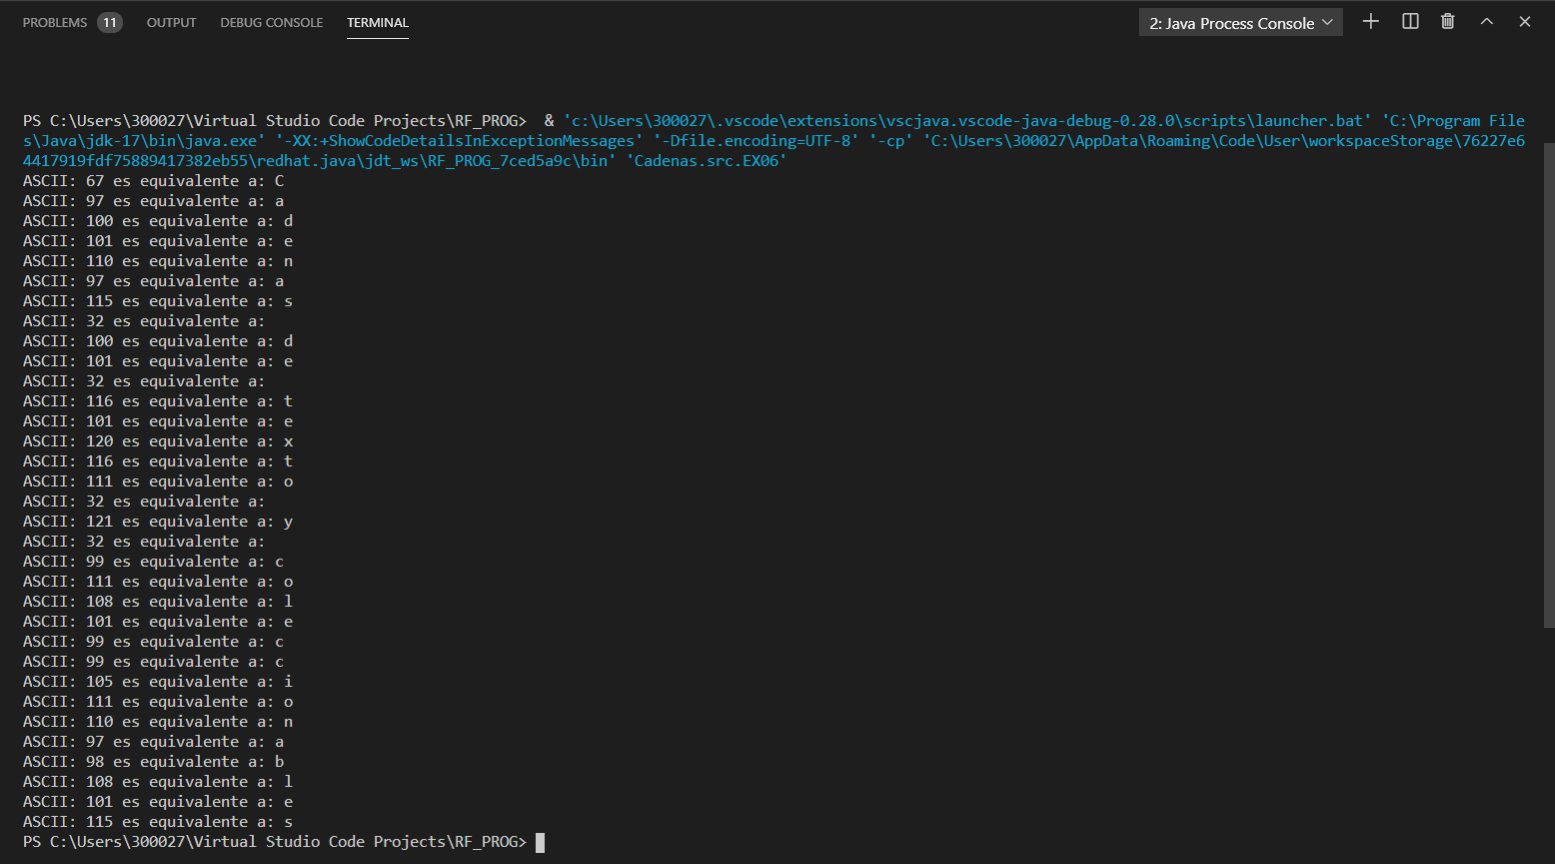 PROBLEMS 11 OUTPUT DEBUG CONSOLE TERMINAL 2: Java Process Console
PS C:\Users\300027\Virtual Studio Code Projects\RF_PROG>  & 'c:\Users\300027\.vscode\extensions\vscjava.vscode-java-debug-0.28.0\scripts\launcher.bat' 'C:\Program File
s\Java\jdk-17\bin\java.exe' '-XX:+ShowCodeDetailsInExceptionMessages' '-Dfile.encoding=UTF-8' '-cp' 'C:\Users\300027\AppData\Roaming\Code\User\workspaceStorage\76227e6
4417919fdf75889417382eb55\redhat.java\jdt_ws\RF_PROG_7ced5a9c\bin' 'Cadenas.src.EX06'
ASCII: 67 es equivalente a: C
ASCII: 97 es equivalente a: a
ASCII: 100 es equivalente a: d
ASCII: 101 es equivalente a: e
ASCII: 110 es equivalente a: n
ASCII: 97 es equivalente a: a
ASCII: 115 es equivalente a: s
ASCII: 32 es equivalente a:
ASCII: 100 es equivalente a: d
ASCII: 101 es equivalente a: e
ASCII: 32 es equivalente a:
ASCII: 116 es equivalente a: t
ASCII: 101 es equivalente a: e
ASCII: 120 es equivalente a: x
ASCII: 116 es equivalente a: t
ASCII: 111 es equivalente a: o
ASCII: 32 es equivalente a:
ASCII: 121 es equivalente a: y
ASCII: 32 es equivalente a:
ASCII: 99 es equivalente a: c
ASCII: 111 es equivalente a: o
ASCII: 108 es equivalente a: l
ASCII: 101 es equivalente a: e
ASCII: 99 es equivalente a: c
ASCII: 99 es equivalente a: c
ASCII: 105 es equivalente a: i
ASCII: 111 es equivalente a: o
ASCII: 110 es equivalente a: n
ASCII: 97 es equivalente a: a
ASCII: 98 es equivalente a: b
ASCII: 108 es equivalente a: l
ASCII: 101 es equivalente a: e
ASCII: 115 es equivalente a: s
PS C:\Users\300027\Virtual Studio Code Projects\RF_PROG>